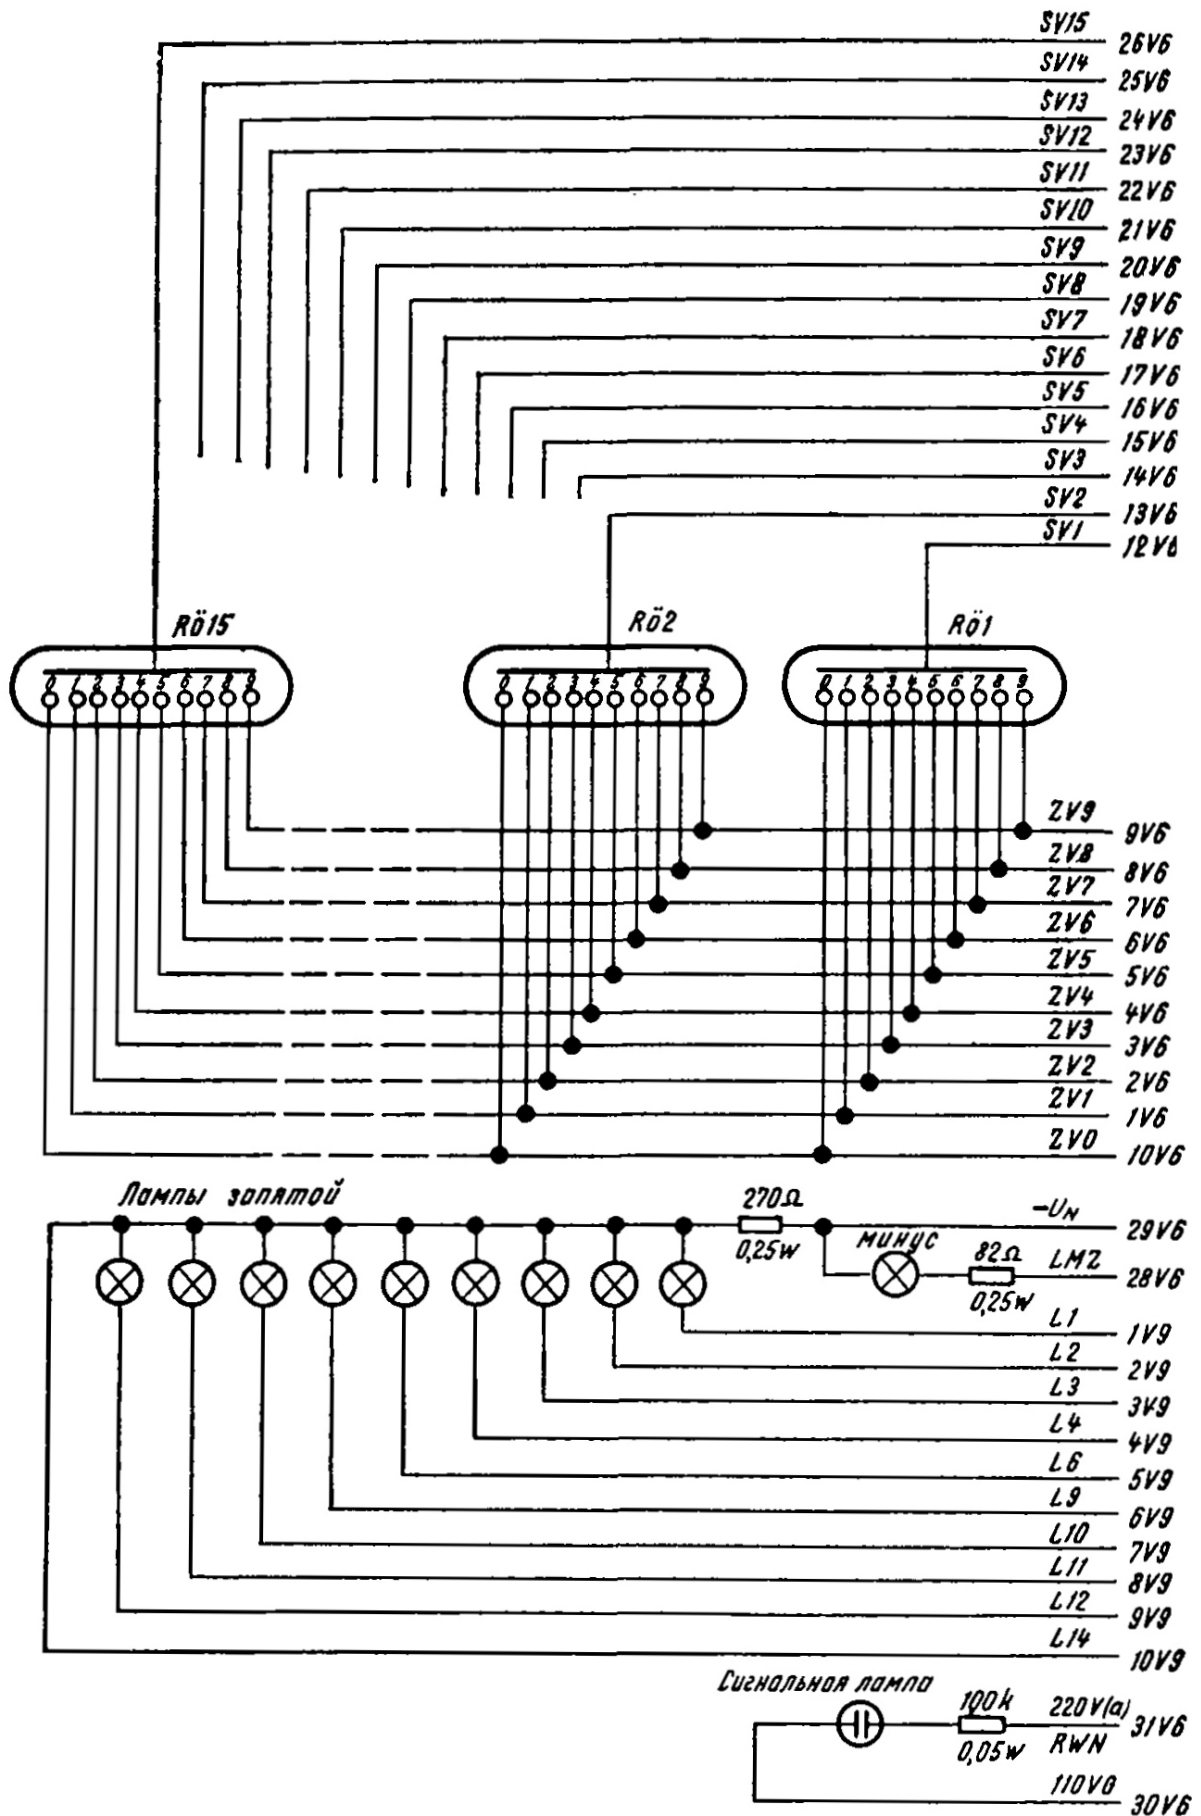 SV15 26V6
SV14 25V6
SV13 24V6
SV12 23V6
SV11 22V6
SV10 21V6
SV9 20V6
SV8 19V6
SV7 18V6
SV6 17V6
SV5 16V6
SV4 15V6
SV3 14V6
SV2 13V6
SV1 12V6
Rö15 Rö2 Rö1
0 1 2 3 4 5 6 7 8 9 0 1 2 3 4 5 6 7 8 9 0 1 2 3 4 5 6 7 8 9
ZV9 9V6
ZV8 8V6
ZV7 7V6
ZV6 6V6
ZV5 5V6
ZV4 4V6
ZV3 3V6
ZV2 2V6
ZV1 1V6
ZV0 10V6
Лампы запятой 270Ω -UN 29V6
0,25w минус 82Ω LMZ 28V6
0,25w
L1 1V9
L2 2V9
L3 3V9
L4 4V9
L6 5V9
L9 6V9
L10 7V9
L11 8V9
L12 9V9
L14 10V9
Сигнальная лампа 100k 220V(a) 31V6
0,05w RWN
110V0 30V6